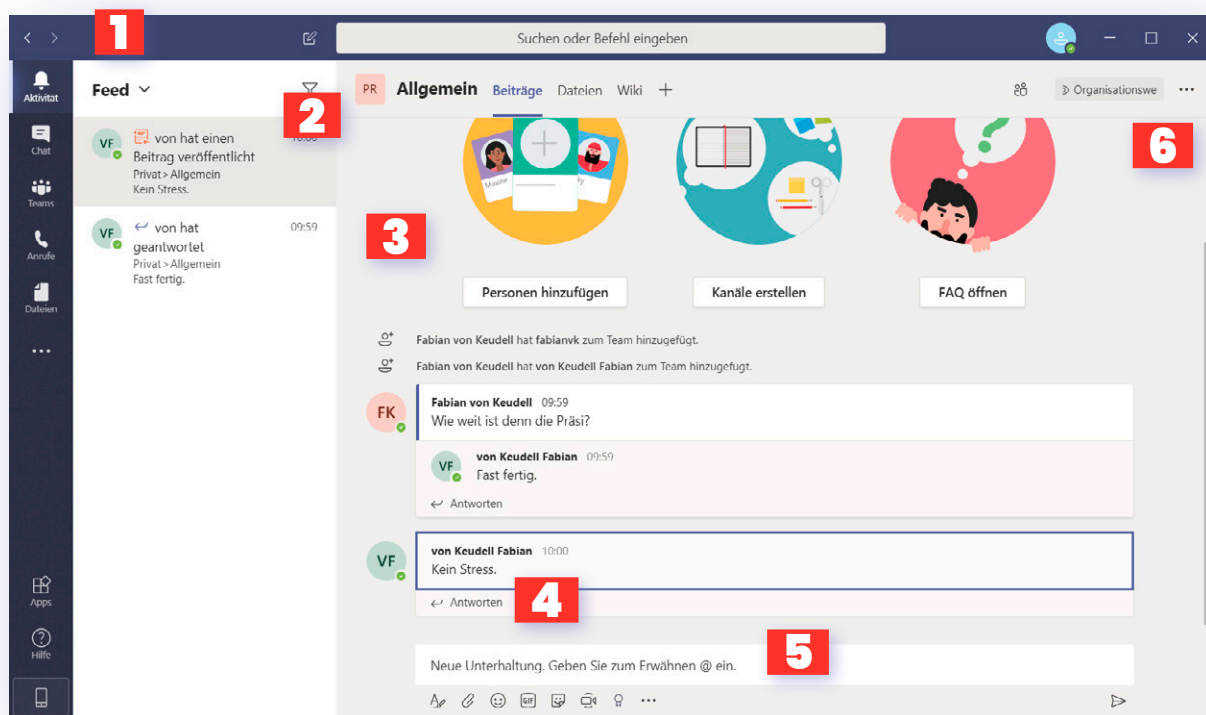 1
Suchen oder Befehl eingeben
Aktivität
Chat
Teams
Anrufe
Dateien
Apps
Hilfe
Feed
2
VF
von hat einen
Beitrag veröffentlicht
Privat > Allgemein
Kein Stress.
VF
von hat
09:59
geantwortet
Privat > Allgemein
Fast fertig.
PR Allgemein Beiträge Dateien Wiki
Organisationswe
6
3
Personen hinzufügen
Kanäle erstellen
FAQ öffnen
Fabian von Keudell hat fabianvk zum Team hinzugefügt.
Fabian von Keudell hat von Keudell Fabian zum Team hinzugefügt.
FK
Fabian von Keudell 09:59
Wie weit ist denn die Präsi?
VF
von Keudell Fabian 09:59
Fast fertig.
Antworten
VF
von Keudell Fabian 10:00
Kein Stress.
Antworten
4
5
Neue Unterhaltung. Geben Sie zum Erwähnen @ ein.
GIF